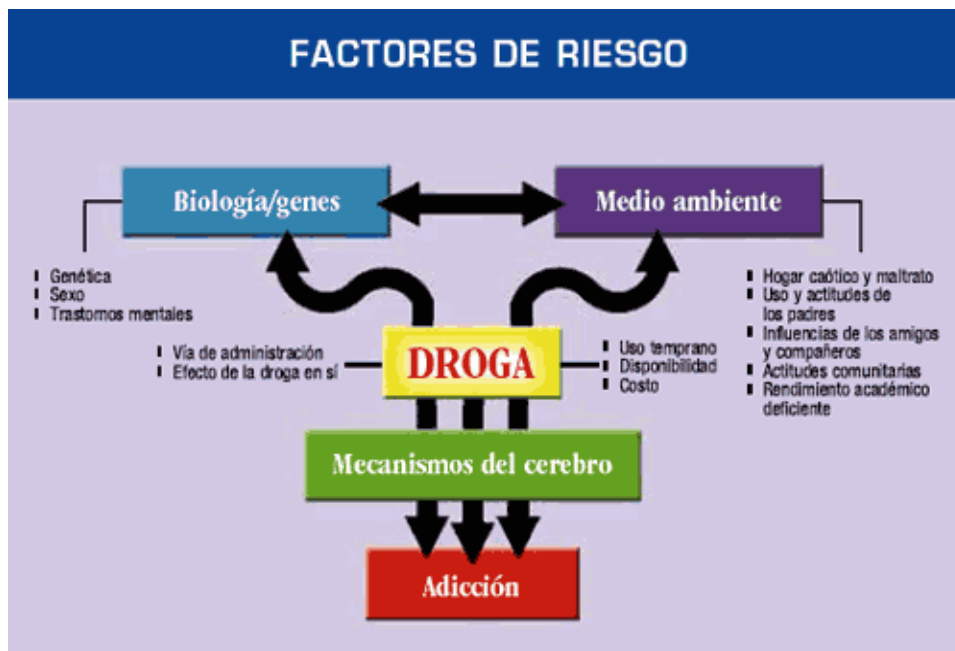 FACTORES DE RIESGO
Biología/genes
Medio ambiente
Genética
Sexo
Trastornos mentales
Hogar caótico y maltrato
Uso y actitudes de
los padres
Influencias de los amigos
y compañeros
Actitudes comunitarias
Rendimiento académico
deficiente
Vía de administración
Efecto de la droga en sí
DROGA
Uso temprano
Disponibilidad
Costo
Mecanismos del cerebro
Adicción